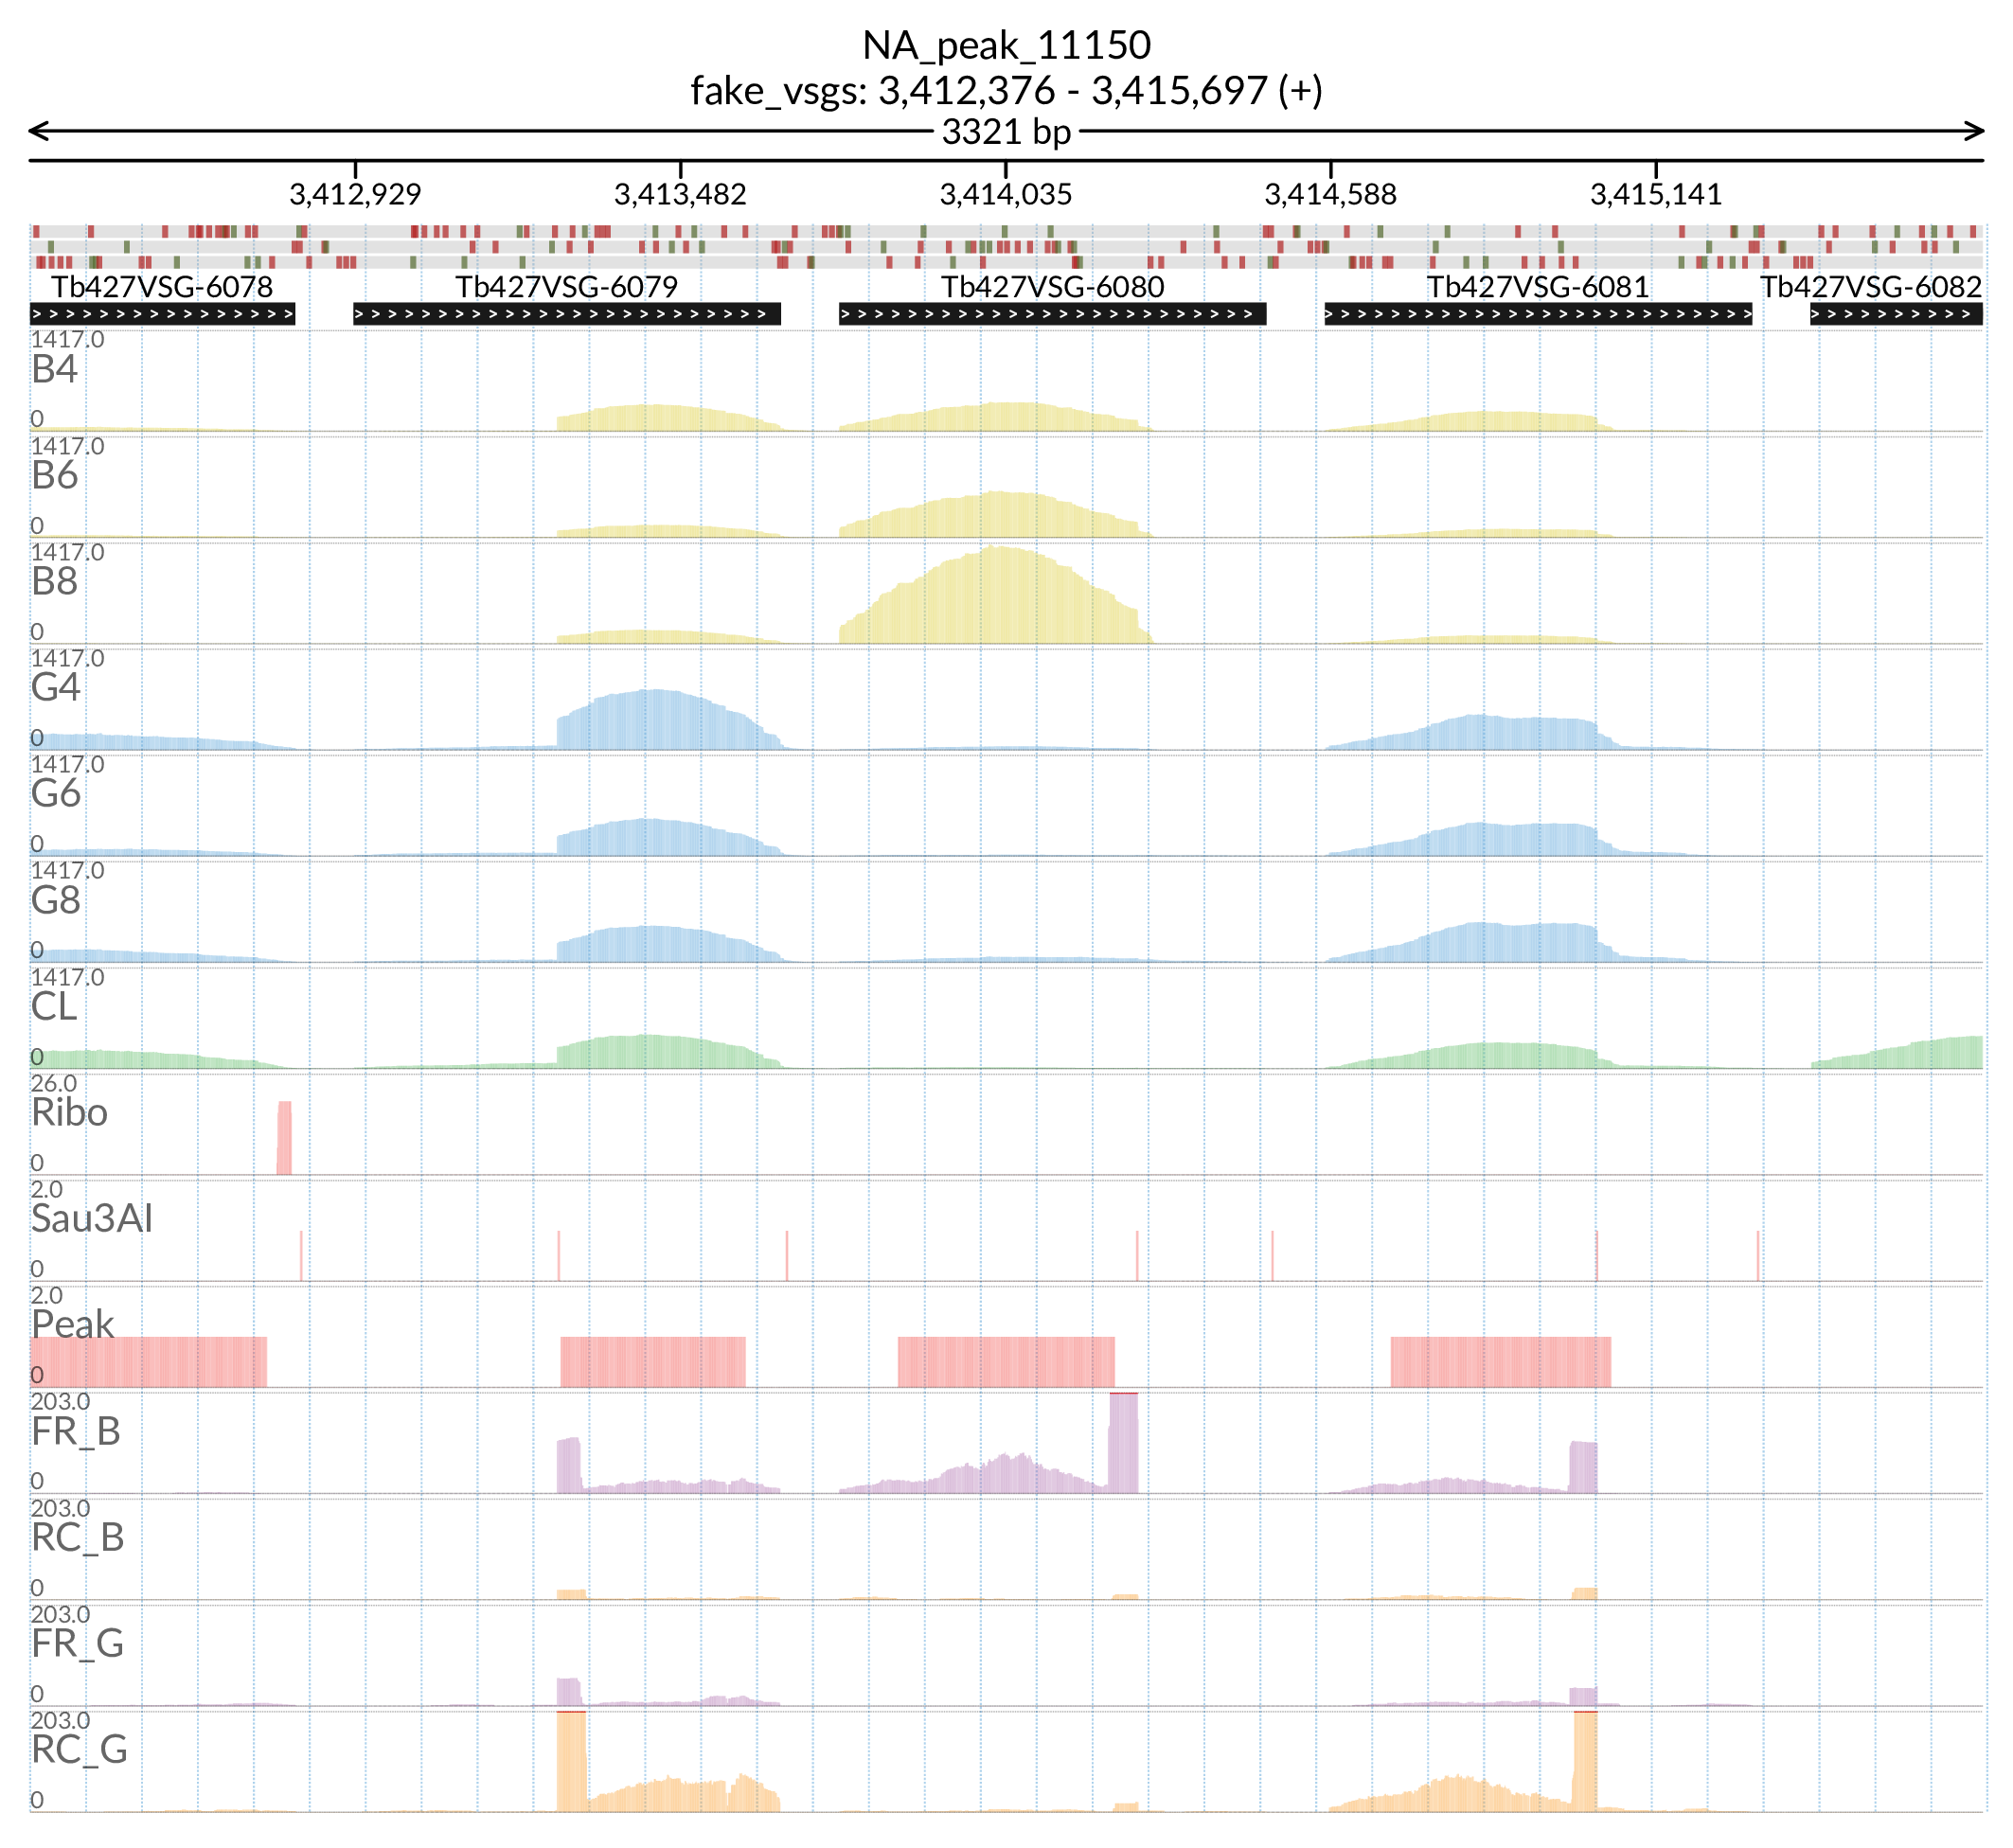 NA_peak_11150
fake_vsgs: 3,412,376 - 3,415,697 (+)
3321 bp
3,412,929 3,413,482 3,414,035 3,414,588 3,415,141
Tb427VSG-6078 Tb427VSG-6079 Tb427VSG-6080 Tb427VSG-6081 Tb427VSG-6082
1417.0
B4
0
1417.0
B6
0
1417.0
B8
0
1417.0
G4
0
1417.0
G6
0
1417.0
G8
0
1417.0
CL
0
26.0
Ribo
0
2.0
Sau3AI
0
2.0
Peak
0
203.0
FR_B
0
203.0
RC_B
0
203.0
FR_G
0
203.0
RC_G
0